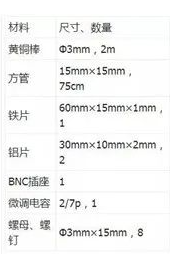 材料 尺寸、数量
黄铜棒 Φ3mm，2m
方管 15mm×15mm，
75cm
铁片 60mm×15mm×1mm，
1
铝片 30mm×10mm×2mm，
2
BNC插座 1
微调电容 2/7p，1
螺母、螺 Φ3mm×15mm，8
钉